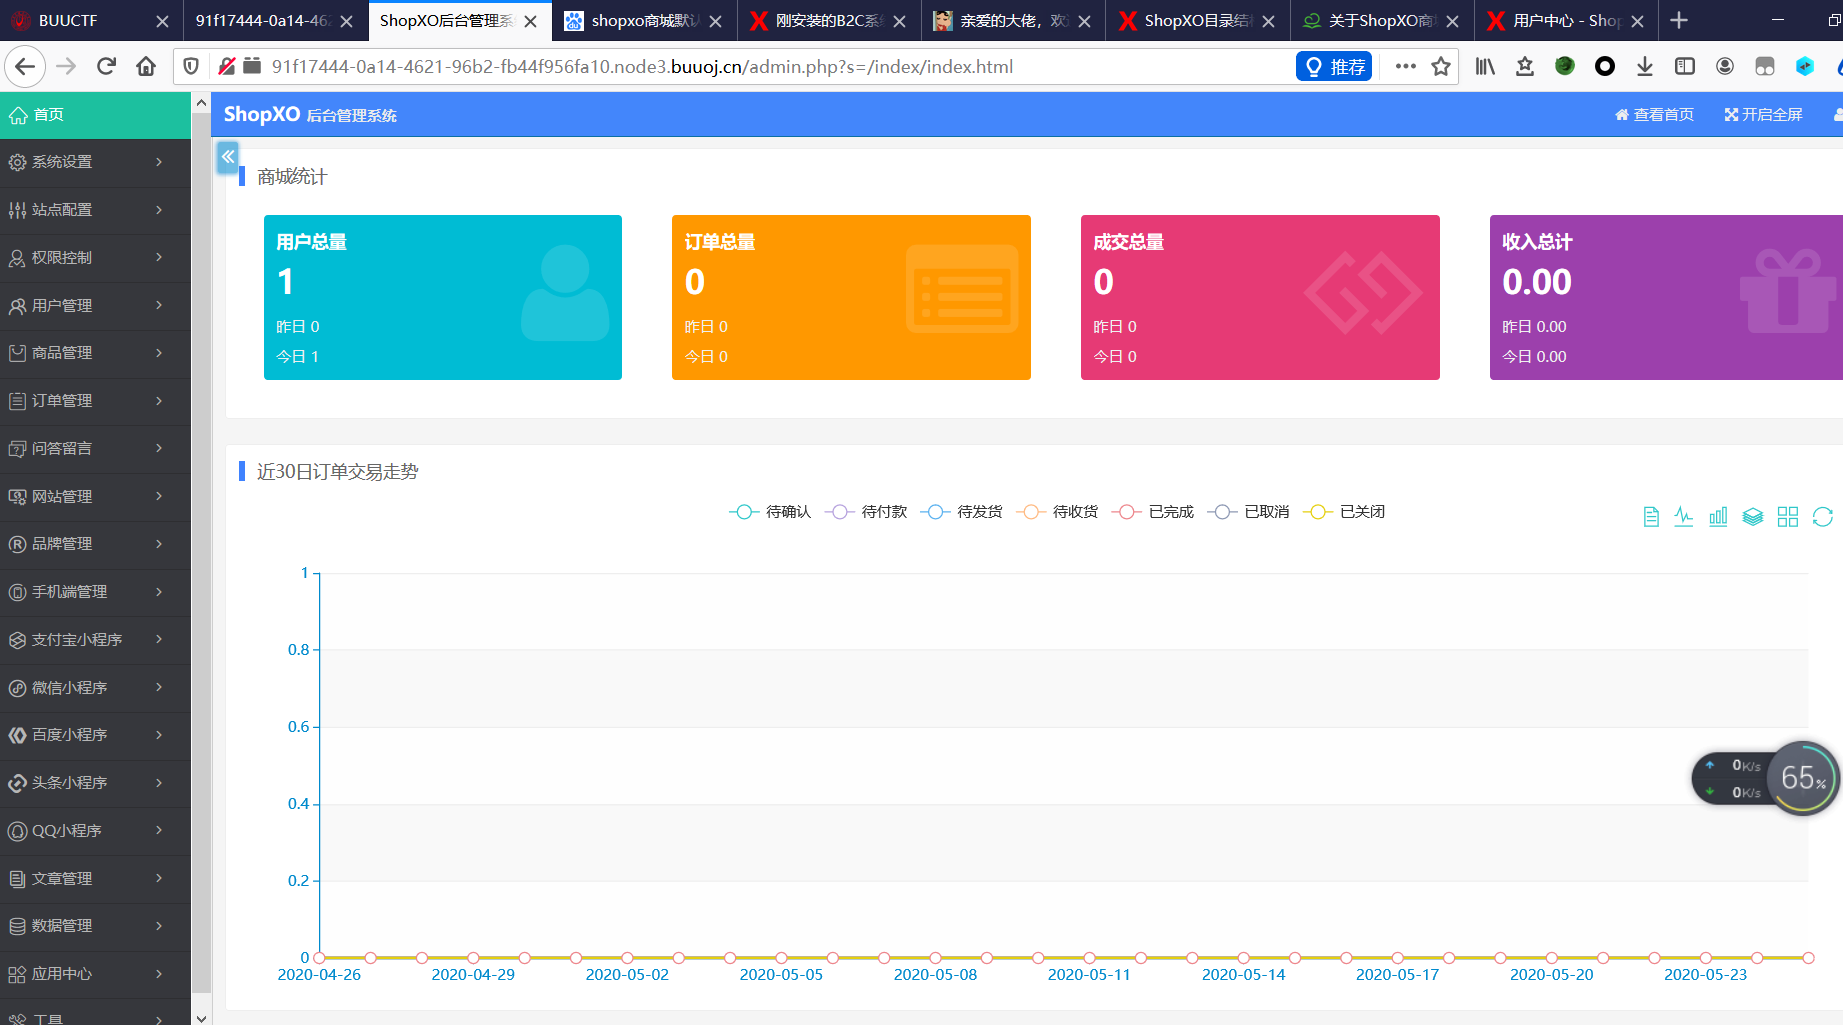 BUUCTF
91f17444-0a14-462
ShopXO后台管理系
shopxo商城默
刚安装的B2C系
亲爱的大佬，欢
ShopXO目录结
关于ShopXO商
用户中心 - Shop
91f17444-0a14-4621-96b2-fb44f956fa10.node3.buuoj.cn/admin.php?s=/index/index.html
推荐
首页
系统设置
站点配置
权限控制
用户管理
商品管理
订单管理
问答留言
网站管理
品牌管理
手机端管理
支付宝小程序
微信小程序
百度小程序
头条小程序
QQ小程序
文章管理
数据管理
应用中心
工具
ShopXO 后台管理系统
查看首页
开启全屏
商城统计
用户总量
1
昨日 0
今日 1
订单总量
0
昨日 0
今日 0
成交总量
0
昨日 0
今日 0
收入总计
0.00
昨日 0.00
今日 0.00
近30日订单交易走势
待确认 待付款 待发货 待收货 已完成 已取消 已关闭
1
0.8
0.6
0.4
0.2
0
2020-04-26 2020-04-29 2020-05-02 2020-05-05 2020-05-08 2020-05-11 2020-05-14 2020-05-17 2020-05-20 2020-05-23
0K/s
0K/s
65%